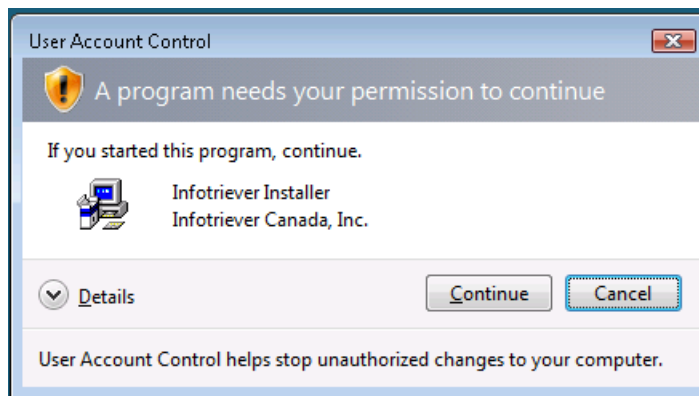 User Account Control
A program needs your permission to continue
If you started this program, continue.
Infotriever Installer
Infotriever Canada, Inc.
Details
Continue
Cancel
User Account Control helps stop unauthorized changes to your computer.